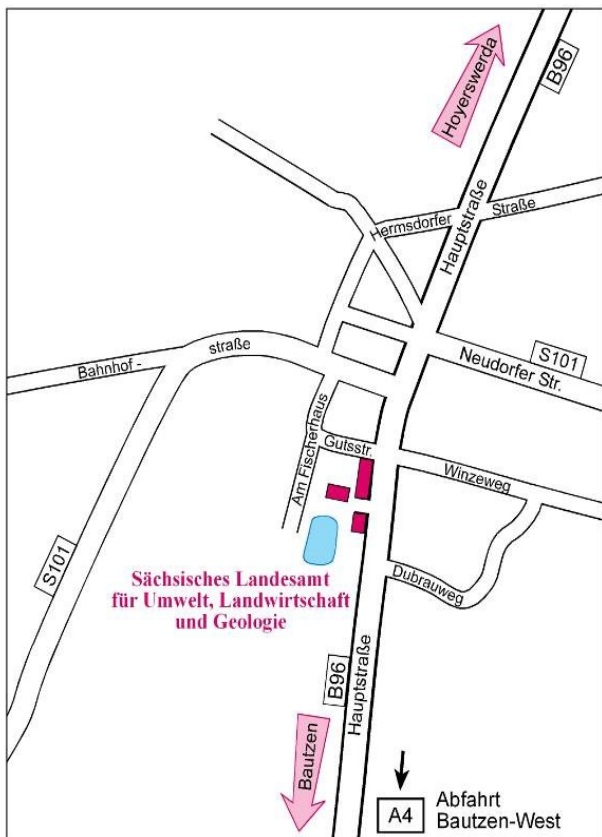 Hoyerswerda
B96
Hermsdorfer Straße
Hauptstraße
Bahnhof - straße
S101
Neudorfer Str.
Am Fischerhaus
Gutsstr.
Winzeweg
S101
Dubrauweg
Sächsisches Landesamt
für Umwelt, Landwirtschaft
und Geologie
B96
Hauptstraße
Bautzen
A4
Abfahrt
Bautzen-West